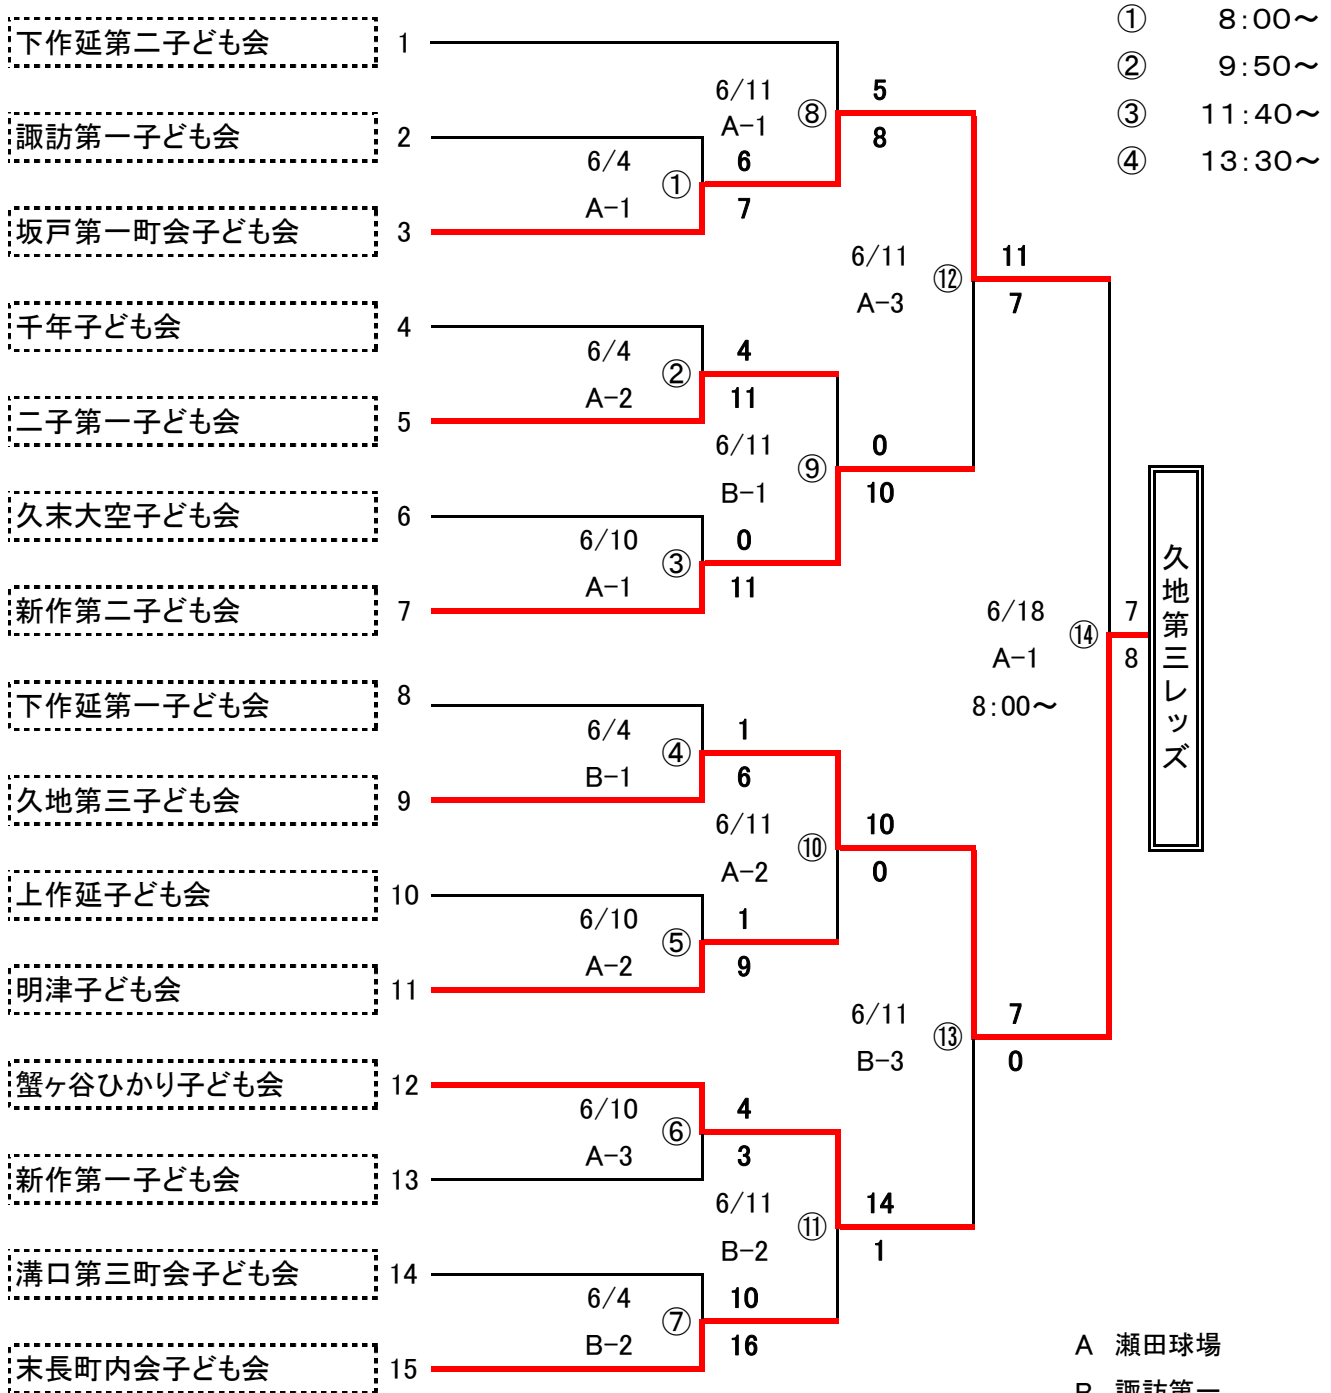 ① 8:00～
② 9:50～
③ 11:40～
④ 13:30～
下作延第二子ども会 1
6/11 ⑧ 5
A-1 8
諏訪第一子ども会 2
6/4 ① 6
A-1 7
坂戸第一町会子ども会 3
6/11 ⑫ 11
A-3 7
千年子ども会 4
6/4 ② 4
A-2 11
二子第一子ども会 5
6/11 ⑨ 0
B-1 10
久末大空子ども会 6
6/10 ③ 0
A-1 11
新作第二子ども会 7
6/18 ⑭ 7
A-1 8
8:00～
久地第三レッズ
下作延第一子ども会 8
6/4 ④ 1
B-1 6
久地第三子ども会 9
6/11 ⑩ 10
A-2 0
上作延子ども会 10
6/10 ⑤ 1
A-2 9
明津子ども会 11
6/11 ⑬ 7
B-3 0
蟹ヶ谷ひかり子ども会 12
6/10 ⑥ 4
A-3 3
新作第一子ども会 13
6/11 ⑪ 14
B-2 1
溝口第三町会子ども会 14
6/4 ⑦ 10
B-2 16
末長町内会子ども会 15
A 瀬田球場
B 諏訪第一